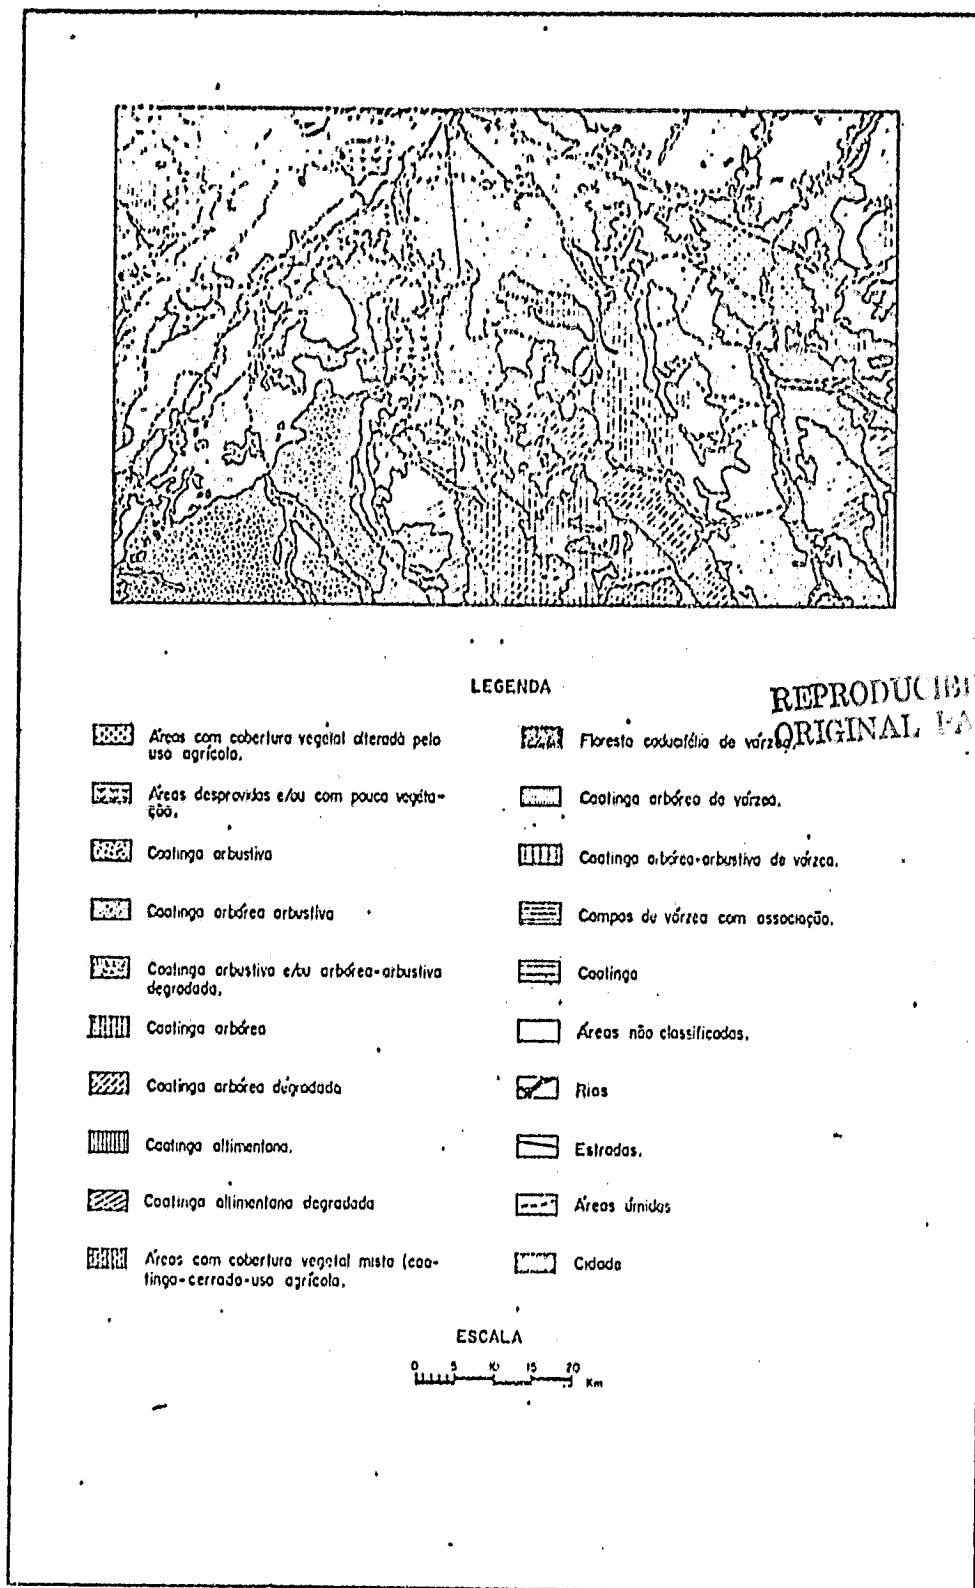 LEGENDA
REPRODUCIBI
ORIGINAL PA
Áreas com cobertura vegetal alterada pelo
uso agrícola.
Áreas desprovidas e/ou com pouca vegeta-
ção.
Caatinga arbustiva
Caatinga arbórea arbustiva
Caatinga arbustiva e/ou arbórea-arbustiva
degradada.
Caatinga arbórea
Caatinga arbórea degradada
Caatinga altimontana.
Caatinga altimontana degradada
Áreas com cobertura vegetal mista (caa-
tinga-cerrado-uso agrícola.
Floresta caducifólia de várzea.
Caatinga arbórea de várzea.
Caatinga arbórea-arbustiva de várzea.
Campos de várzea com associação.
Caatinga
Áreas não classificadas.
Rios
Estradas.
Áreas úmidas
Cidade
ESCALA
0 5 10 15 20
Km